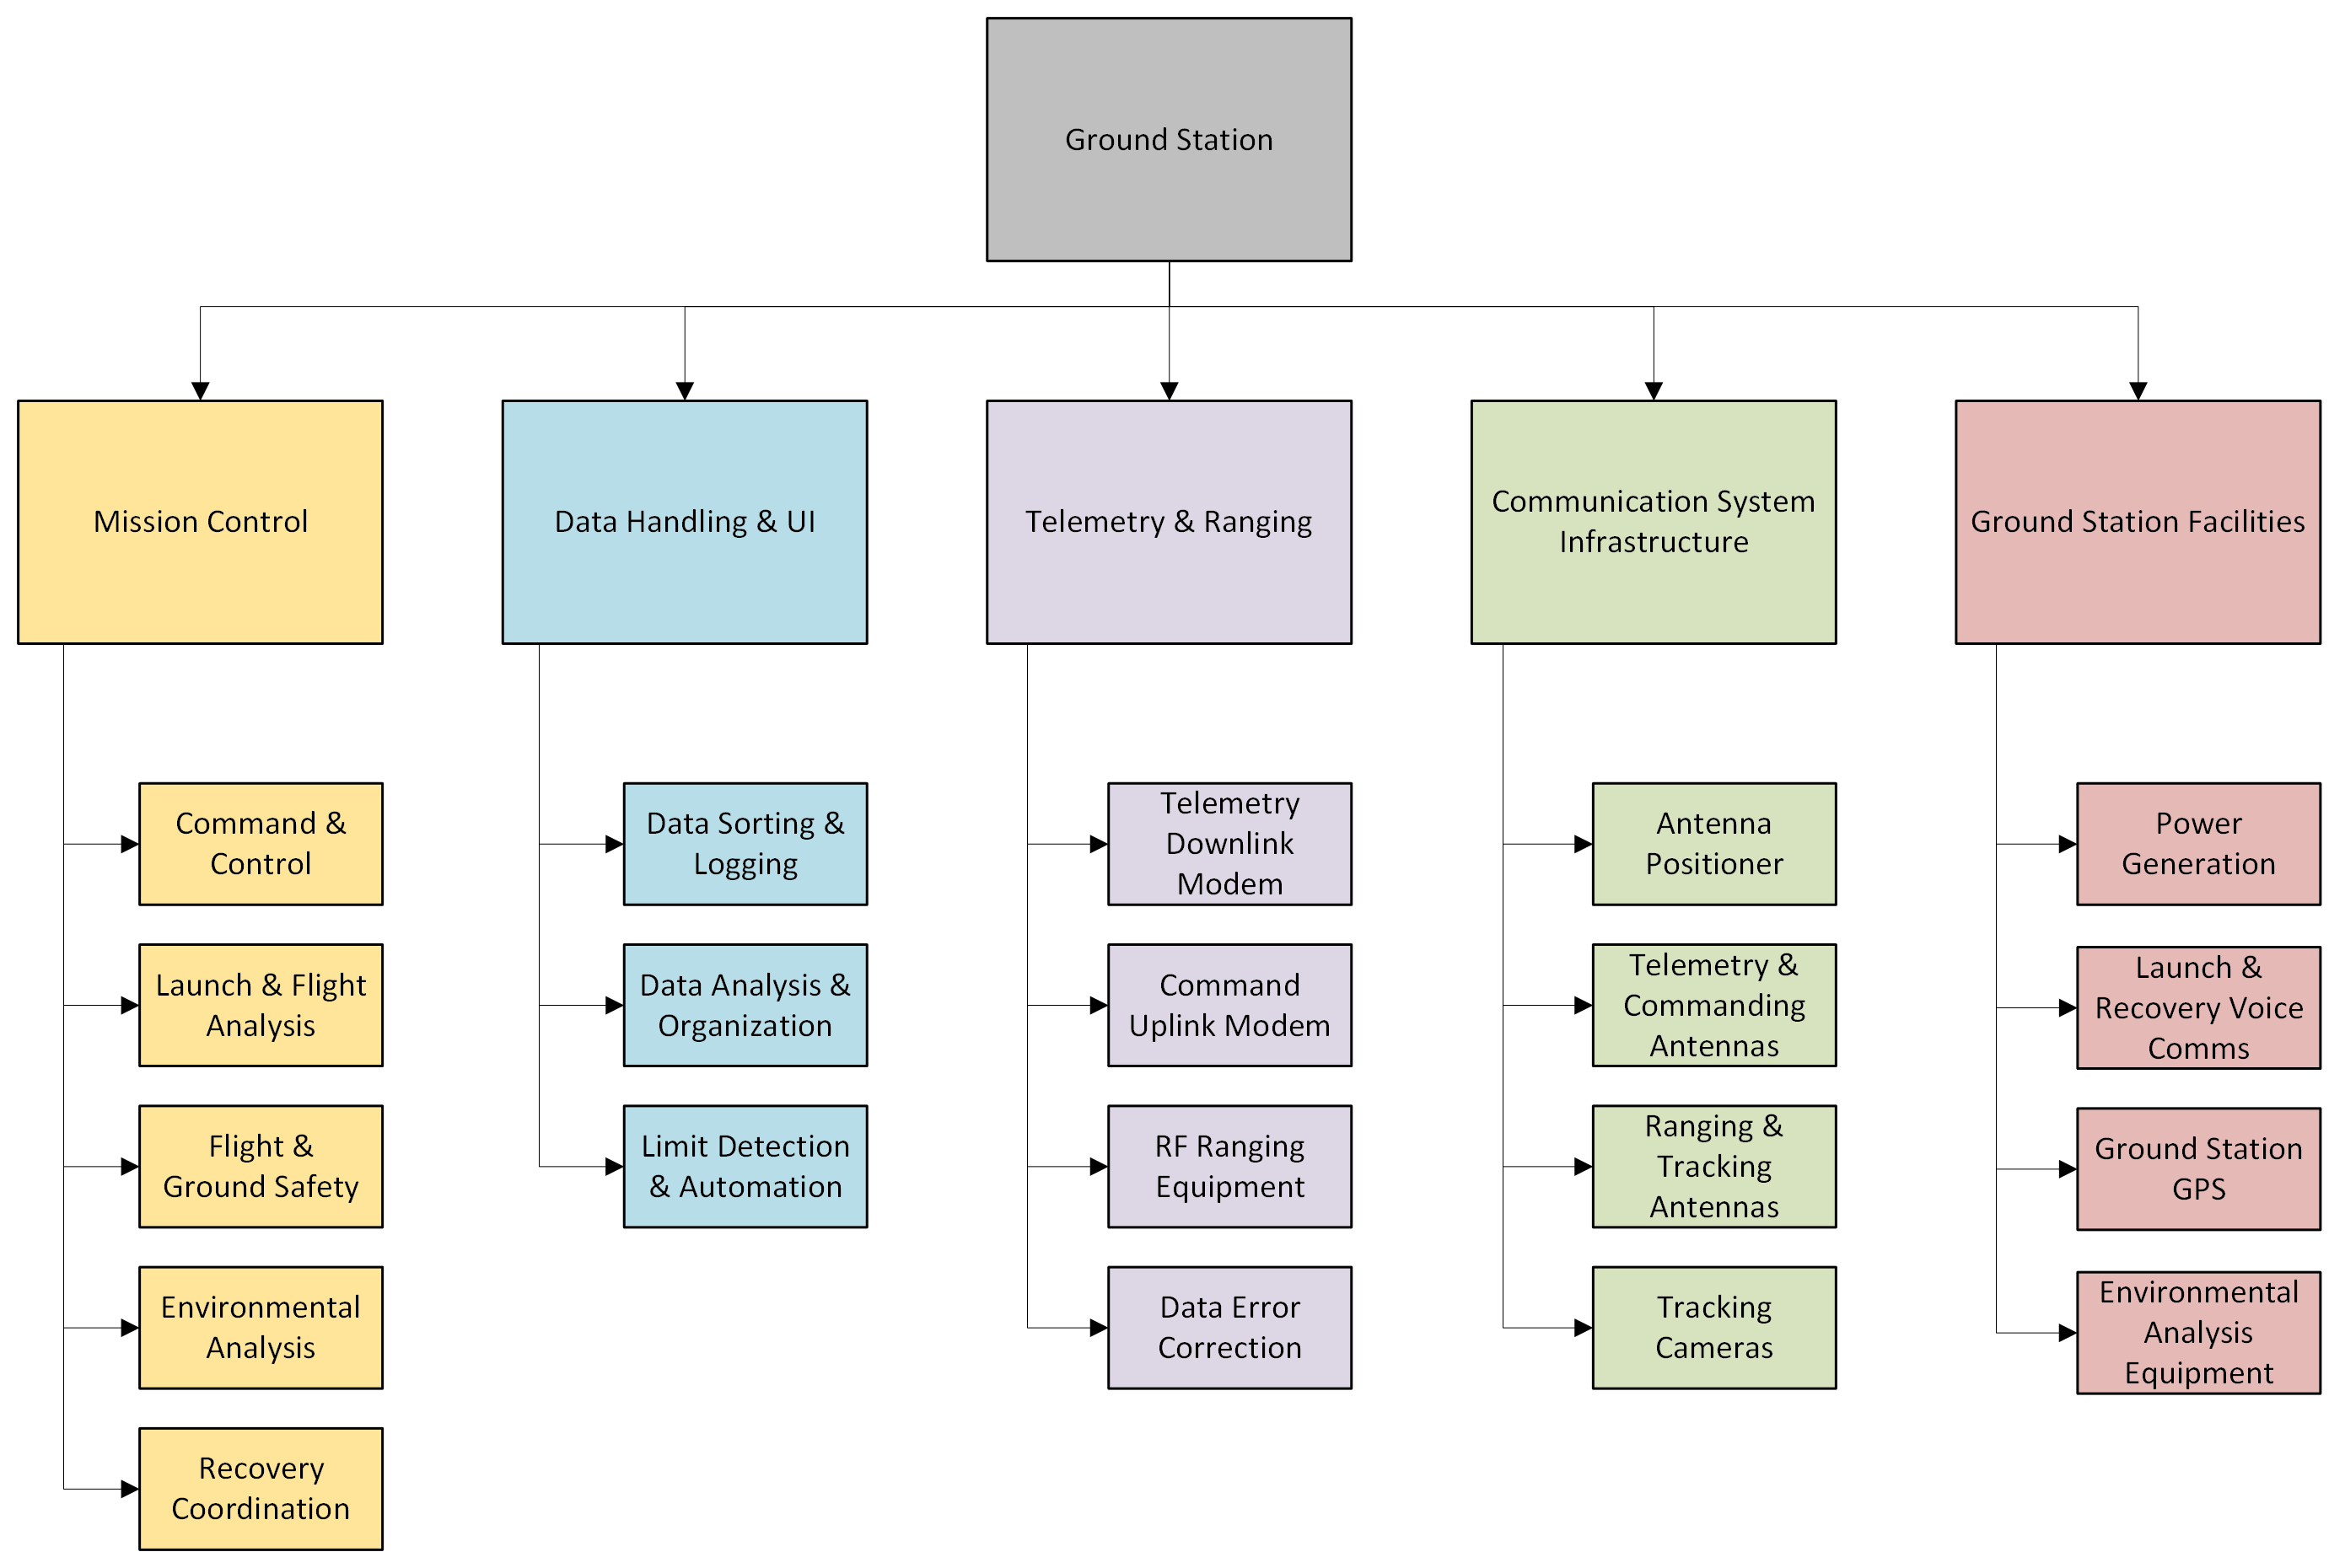 Ground Station
Mission Control
Data Handling & UI
Telemetry & Ranging
Communication System
Infrastructure
Ground Station Facilities
Command &
Control
Launch & Flight
Analysis
Flight &
Ground Safety
Environmental
Analysis
Recovery
Coordination
Data Sorting &
Logging
Data Analysis &
Organization
Limit Detection
& Automation
Telemetry
Downlink
Modem
Command
Uplink Modem
RF Ranging
Equipment
Data Error
Correction
Antenna
Positioner
Telemetry &
Commanding
Antennas
Ranging &
Tracking
Antennas
Tracking
Cameras
Power
Generation
Launch &
Recovery Voice
Comms
Ground Station
GPS
Environmental
Analysis
Equipment